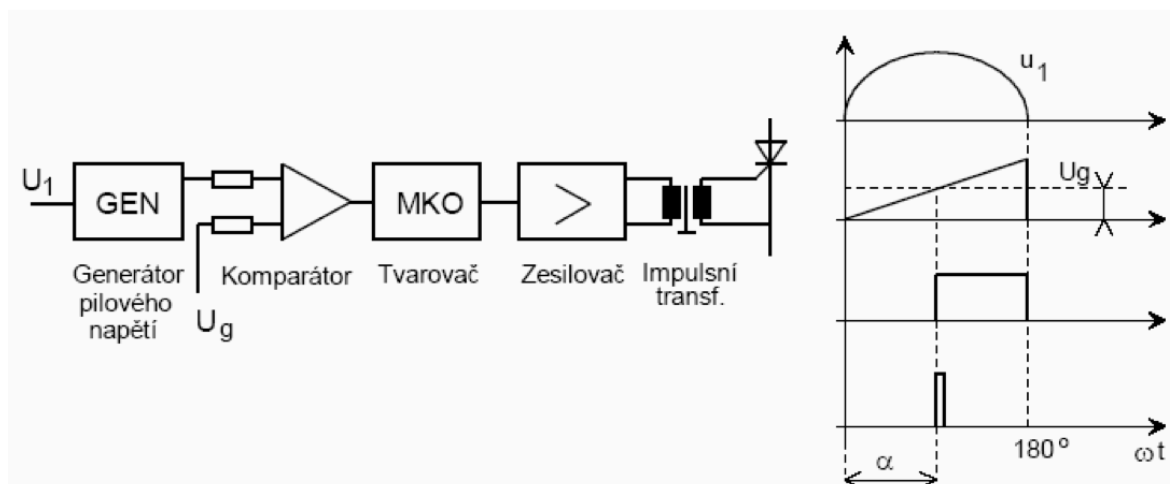 U1
GEN
MKO
>
Generátor
pilového
napětí
Komparátor
Tvarovač
Zesilovač
Impulsní
transf.
Ug
u1
Ug
180°
ωt
α